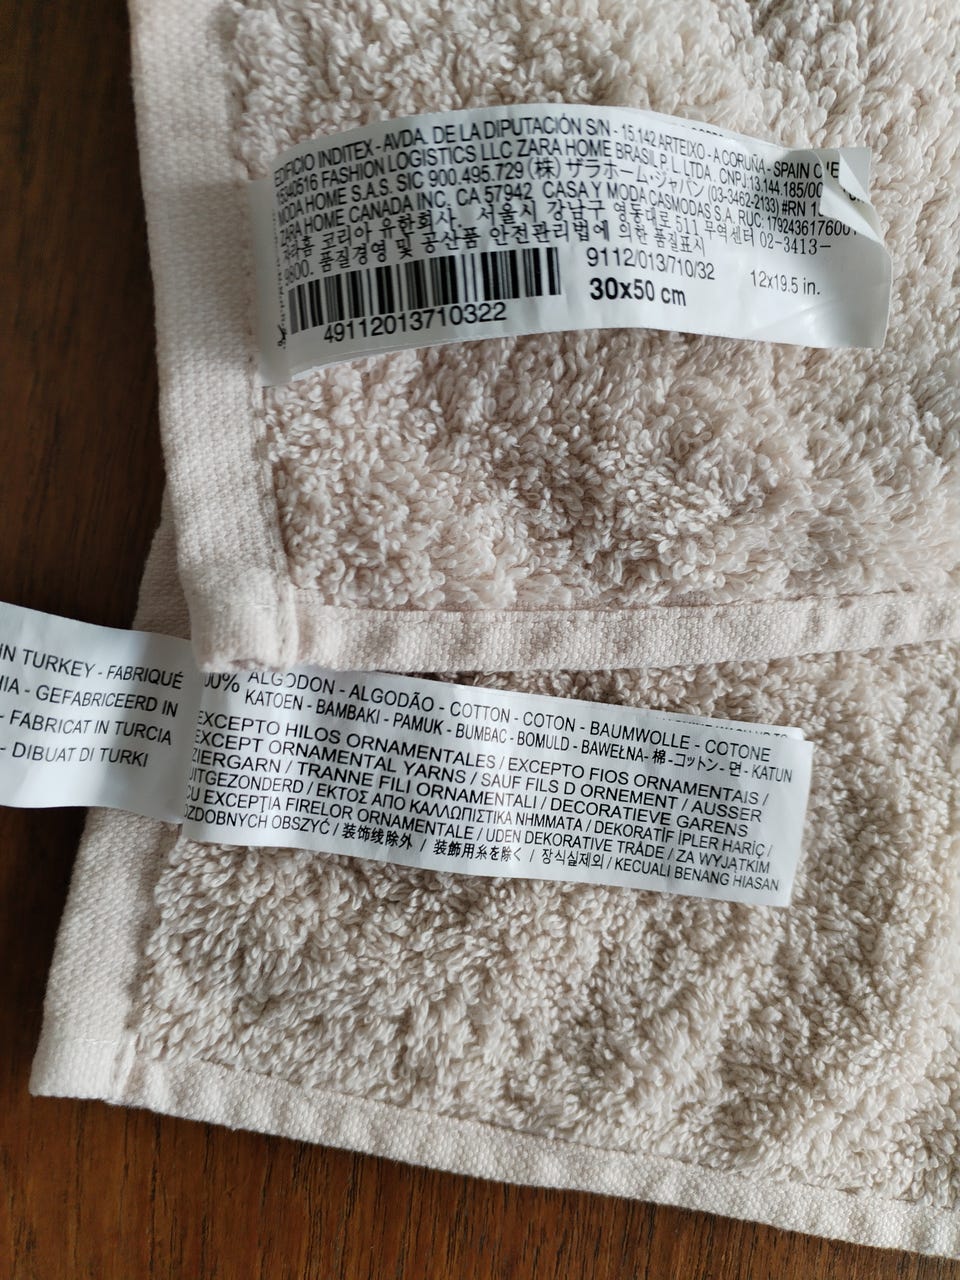 EDIFICIO INDITEX - AVDA. DE LA DIPUTACIÓN S/N - 15.142 ARTEIXO - A CORUÑA - SPAIN
FASHION LOGISTICS LLC ZARA HOME BRASIL P.L LTDA. CNPJ:13.144.185/00
MODA HOME S.A.S. SIC 900.495.729 (株) ザラホーム・ジャパン (03-3462-2133) #RN
ZARA HOME CANADA INC. CA 57942 CASA Y MODA CASMODAS S.A. RUC: 1792436176001
자라홈 코리아 유한회사. 서울시 강남구 영동대로 511 무역센터 02-3413-
9800. 품질경영 및 공산품 안전관리법에 의한 품질표시
9112/013/710/32
30x50 cm
12x19.5 in.
49112013710322
IN TURKEY - FABRIQUÉ
- GEFABRICEERD IN
- FABRICAT IN TURCIA
- DIBUAT DI TURKI
00% ALGODON - ALGODÃO - COTTON - COTON - BAUMWOLLE - COTONE
KATOEN - BAMBAKI - PAMUK - BUMBAC - BOMULD - BAWEŁNA- 棉 -コットン- 면 - KATUN
EXCEPTO HILOS ORNAMENTALES / EXCEPTO FIOS ORNAMENTAIS /
EXCEPT ORNAMENTAL YARNS / SAUF FILS D ORNEMENT / AUSSER
ZIERGARN / TRANNE FILI ORNAMENTALI / DECORATIEVE GARENS
UITGEZONDERD / ΕΚΤΟΣ ΑΠΟ ΚΑΛΛΩΠΙΣΤΙΚΑ ΝΗΜΜΑΤΑ / DEKORATİF İPLER HARİÇ /
CU EXCEPŢIA FIRELOR ORNAMENTALE / UDEN DEKORATIVE TRÅDE / ZA WYJĄTKIM
OZDOBNYCH OBSZYĆ / 装饰线除外 / 装飾用糸を除く / 장식실제외 / KECUALI BENANG HIASAN